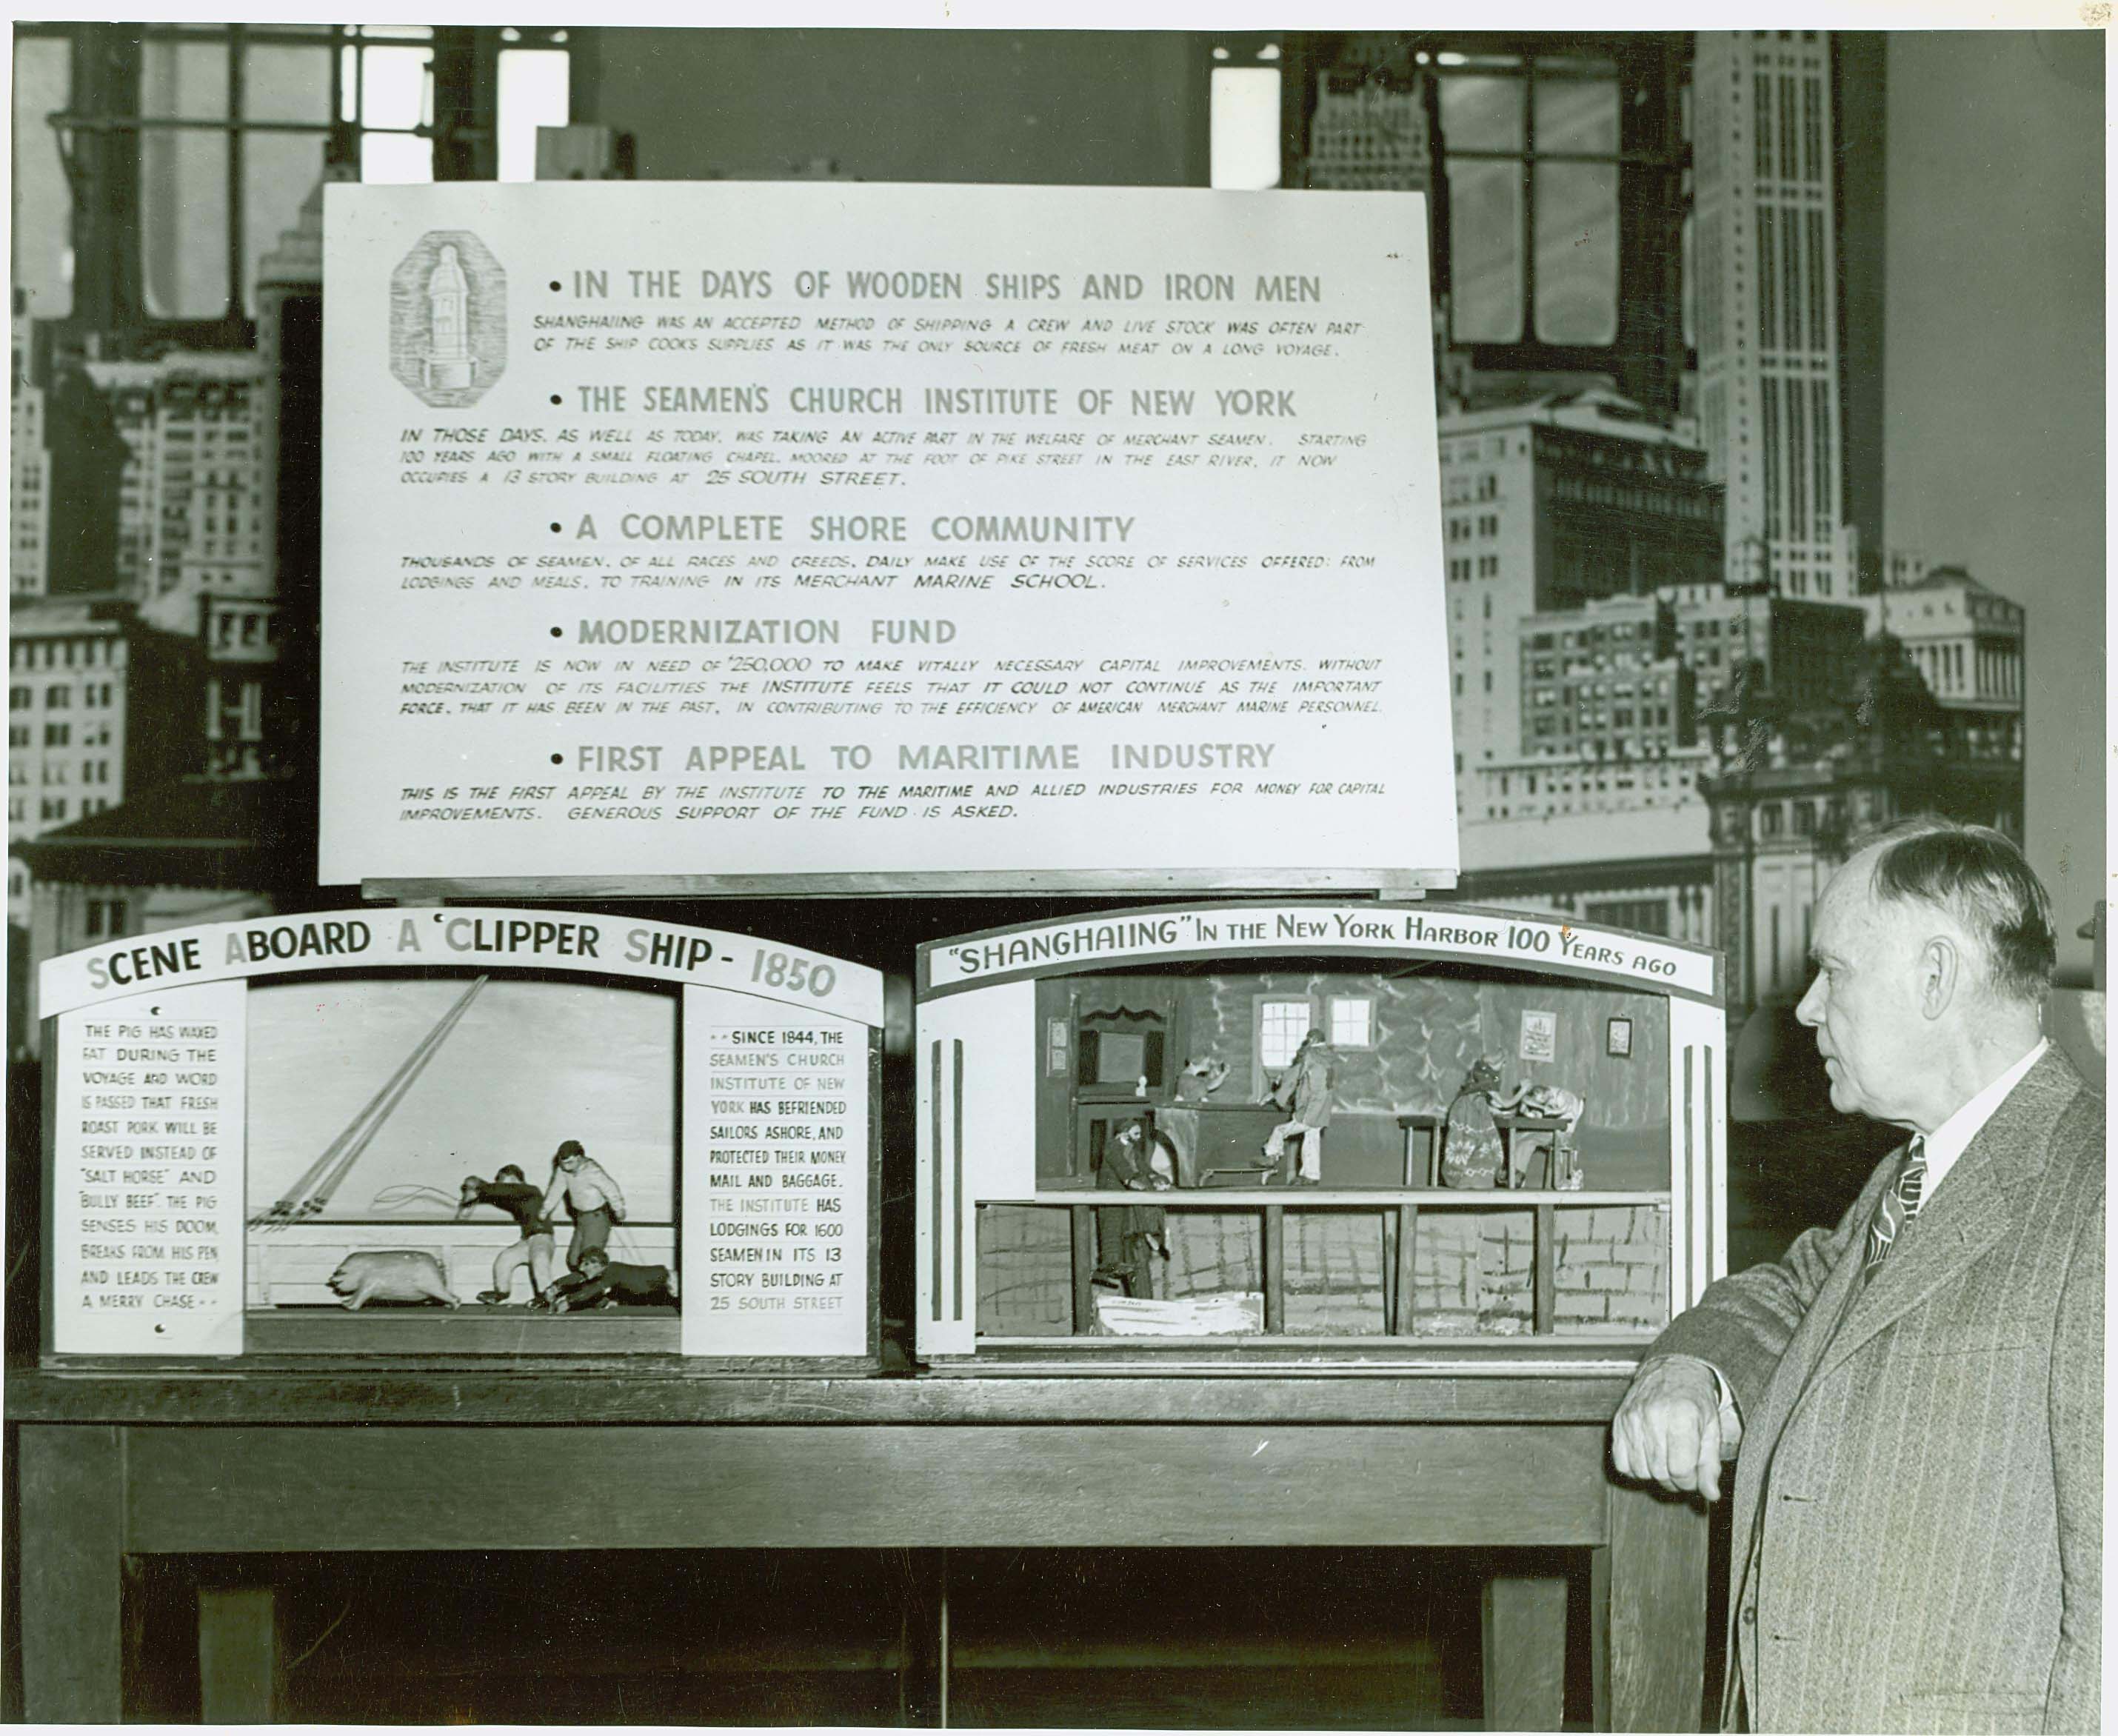 • IN THE DAYS OF WOODEN SHIPS AND IRON MEN
SHANGHAIING WAS AN ACCEPTED METHOD OF SHIPPING A CREW AND LIVE STOCK WAS OFTEN PART
OF THE SHIP COOKS SUPPLIES AS IT WAS THE ONLY SOURCE OF FRESH MEAT ON A LONG VOYAGE.
• THE SEAMEN'S CHURCH INSTITUTE OF NEW YORK
IN THOSE DAYS, AS WELL AS TODAY, WAS TAKING AN ACTIVE PART IN THE WELFARE OF MERCHANT SEAMEN. STARTING
100 YEARS AGO WITH A SMALL FLOATING CHAPEL, MOORED AT THE FOOT OF PIKE STREET IN THE EAST RIVER, IT NOW
OCCUPIES A 13 STORY BUILDING AT 25 SOUTH STREET.
• A COMPLETE SHORE COMMUNITY
THOUSANDS OF SEAMEN, OF ALL RACES AND CREEDS, DAILY MAKE USE OF THE SCORE OF SERVICES OFFERED: FROM
LODGINGS AND MEALS, TO TRAINING IN ITS MERCHANT MARINE SCHOOL.
• MODERNIZATION FUND
THE INSTITUTE IS NOW IN NEED OF $250,000 TO MAKE VITALLY NECESSARY CAPITAL IMPROVEMENTS. WITHOUT
MODERNIZATION OF ITS FACILITIES THE INSTITUTE FEELS THAT IT COULD NOT CONTINUE AS THE IMPORTANT
FORCE, THAT IT HAS BEEN IN THE PAST, IN CONTRIBUTING TO THE EFFICIENCY OF AMERICAN MERCHANT MARINE PERSONNEL.
• FIRST APPEAL TO MARITIME INDUSTRY
THIS IS THE FIRST APPEAL BY THE INSTITUTE TO THE MARITIME AND ALLIED INDUSTRIES FOR MONEY FOR CAPITAL
IMPROVEMENTS. GENEROUS SUPPORT OF THE FUND IS ASKED.
SCENE ABOARD A CLIPPER SHIP - 1850
THE PIG HAS WAXED
FAT DURING THE
VOYAGE AND WORD
IS PASSED THAT FRESH
ROAST PORK WILL BE
SERVED INSTEAD OF
"SALT HORSE" AND
"BULLY BEEF". THE PIG
SENSES HIS DOOM,
BREAKS FROM HIS PEN
AND LEADS THE CREW
A MERRY CHASE - -
- - SINCE 1844, THE
SEAMEN'S CHURCH
INSTITUTE OF NEW
YORK HAS BEFRIENDED
SAILORS ASHORE, AND
PROTECTED THEIR MONEY
MAIL AND BAGGAGE.
THE INSTITUTE HAS
LODGINGS FOR 1600
SEAMEN IN ITS 13
STORY BUILDING AT
25 SOUTH STREET
"SHANGHAIING" IN THE NEW YORK HARBOR 100 YEARS AGO